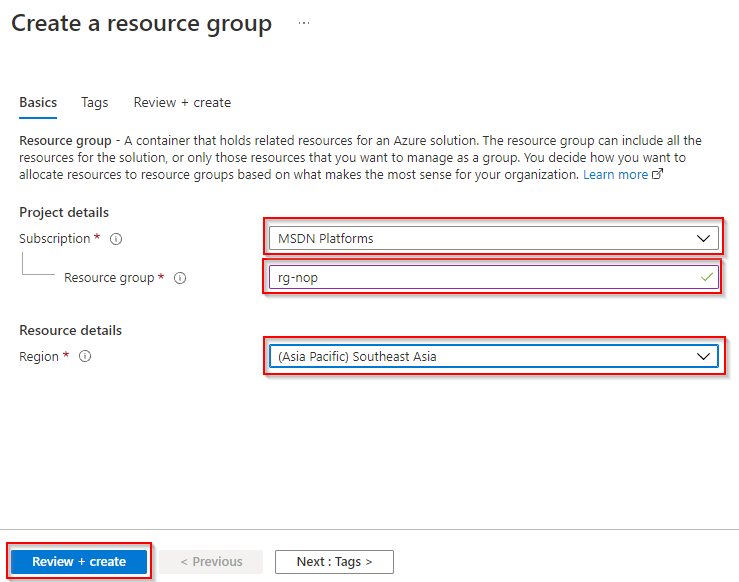 Create a resource group ...
Basics Tags Review + create
Resource group - A container that holds related resources for an Azure solution. The resource group can include all the
resources for the solution, or only those resources that you want to manage as a group. You decide how you want to
allocate resources to resource groups based on what makes the most sense for your organization. Learn more
Project details
Subscription * MSDN Platforms
Resource group * rg-nop
Resource details
Region * (Asia Pacific) Southeast Asia
Review + create < Previous Next : Tags >